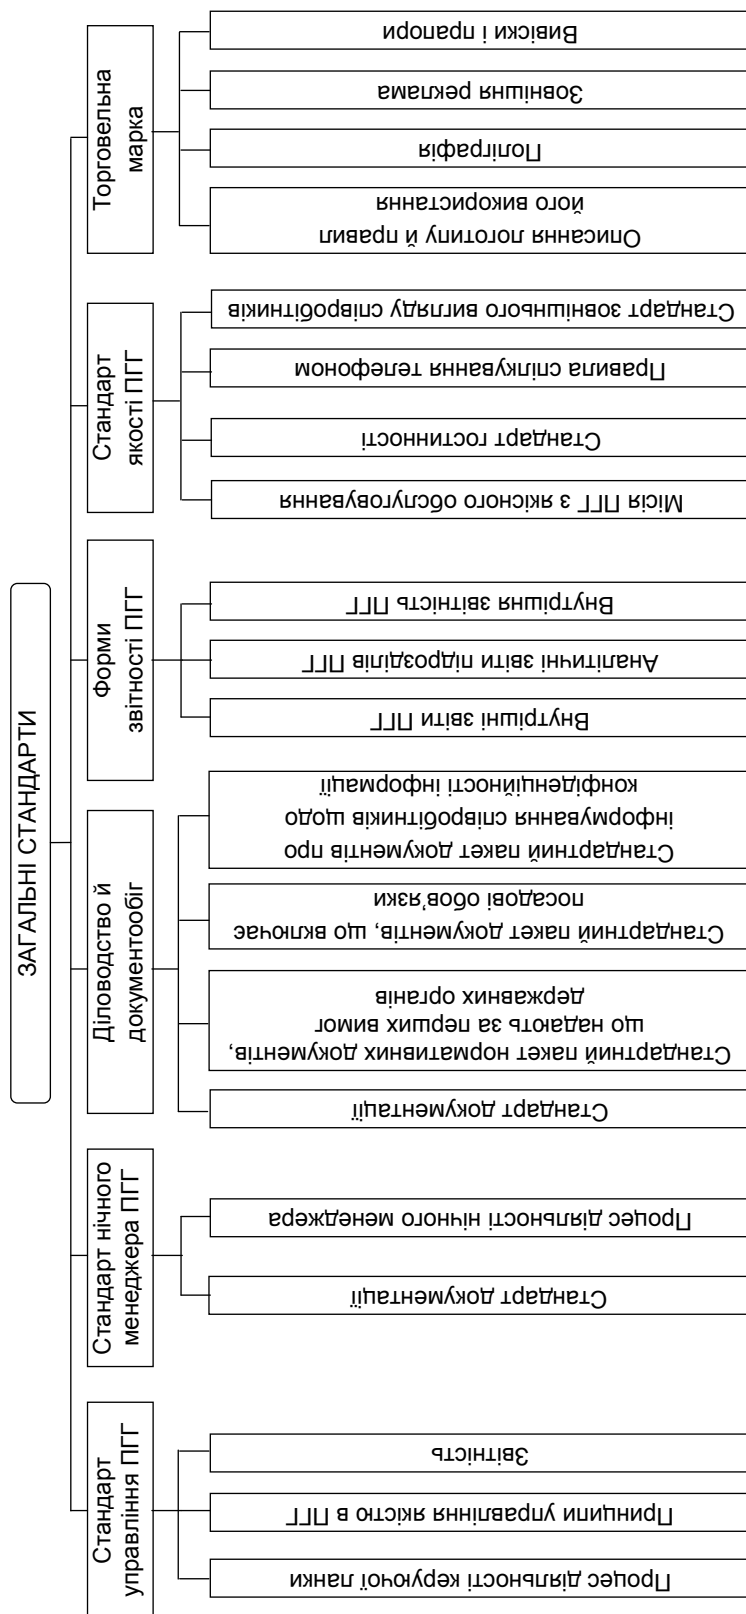 ЗАГАЛЬНІ СТАНДАРТИ
Стандарт
управління ПГГ
Процес діяльності керуючої ланки
Принципи управління якістю в ПГГ
Звітність
Стандарт нічного
менеджера ПГГ
Стандарт документації
Процес діяльності нічного менеджера
Діловодство й
документообіг
Стандарт документації
Стандартний пакет нормативних документів,
що надають за перших вимог
державних органів
Стандартний пакет документів, що включає
посадові обов’язки
Стандартний пакет документів про
інформування співробітників щодо
конфіденційності інформації
Форми
звітності ПГГ
Внутрішні звіти ПГГ
Аналітичні звіти підрозділів ПГГ
Внутрішня звітність ПГГ
Стандарт
якості ПГГ
Місія ПГГ з якісного обслуговування
Стандарт гостинності
Правила спілкування телефоном
Стандарт зовнішнього вигляду співробітників
Торговельна
марка
Описання логотипу й правил
його використання
Поліграфія
Зовнішня реклама
Вивіски і прапори